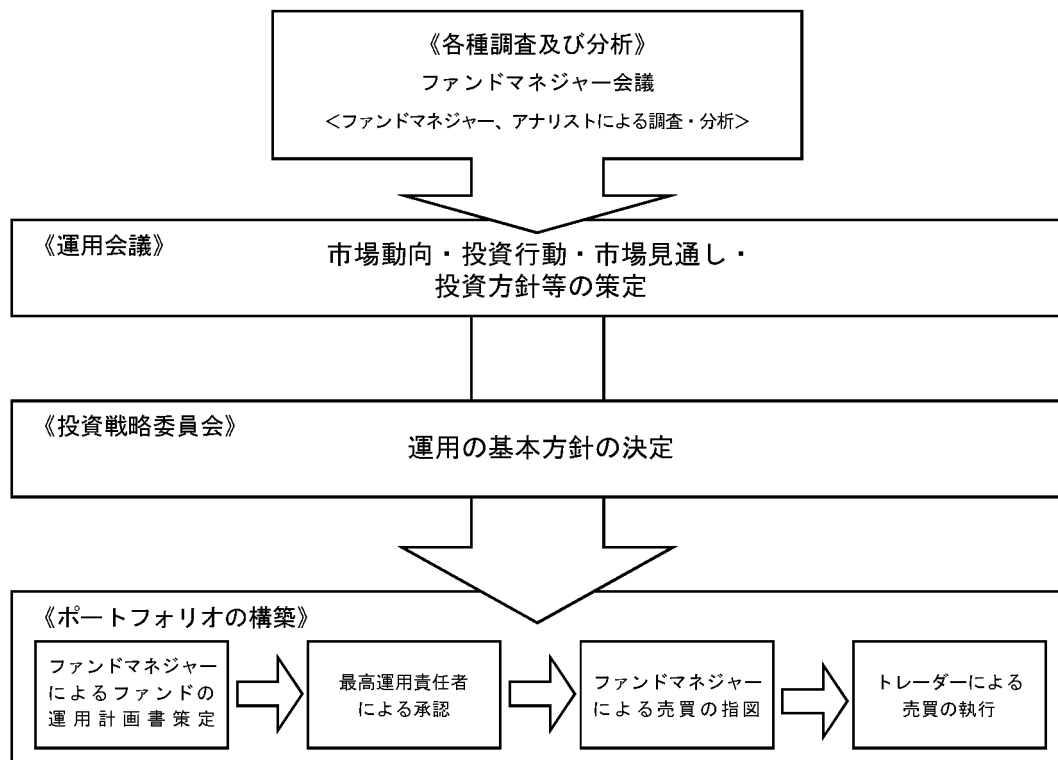 《各種調査及び分析》
ファンドマネジャー会議
＜ファンドマネジャー、アナリストによる調査・分析＞
《運用会議》
市場動向・投資行動・市場見通し・
投資方針等の策定
《投資戦略委員会》
運用の基本方針の決定
《ポートフォリオの構築》
ファンドマネジャー
によるファンドの
運用計画書策定
最高運用責任者
による承認
ファンドマネジャー
による売買の指図
トレーダーによる
売買の執行